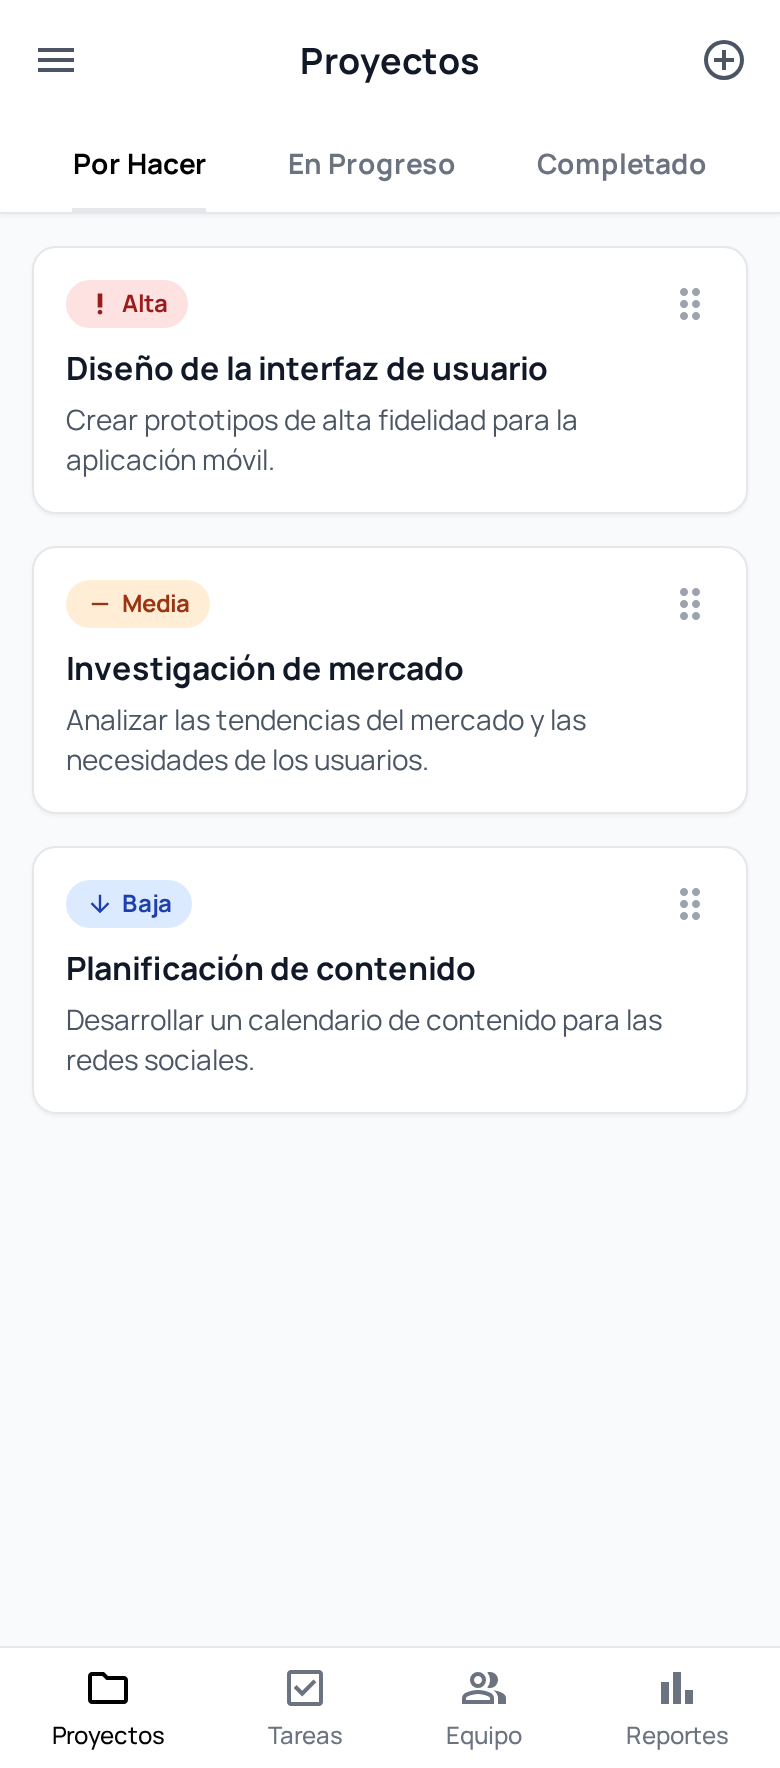 Proyectos
Por Hacer
En Progreso
Completado
Alta
Diseño de la interfaz de usuario
Crear prototipos de alta fidelidad para la
aplicación móvil.
Media
Investigación de mercado
Analizar las tendencias del mercado y las
necesidades de los usuarios.
Baja
Planificación de contenido
Desarrollar un calendario de contenido para las
redes sociales.
Proyectos
Tareas
Equipo
Reportes